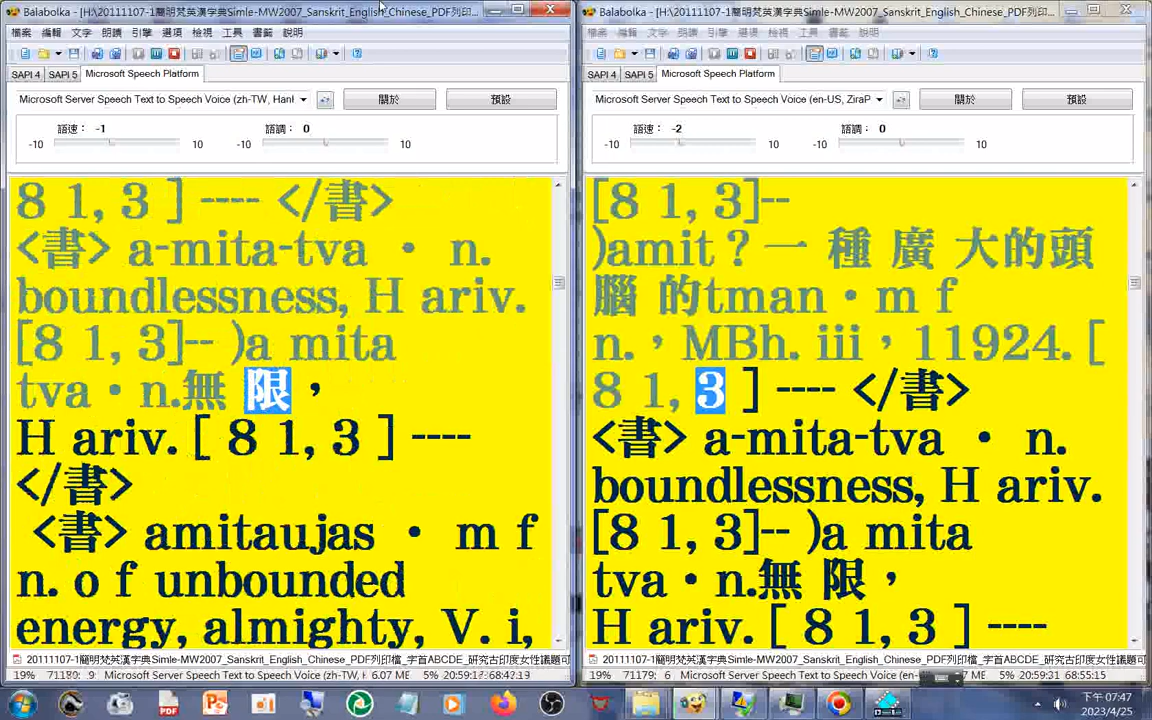 Balabolka - [H:\20111107-1簡明梵英漢字典Simle-MW2007_Sanskrit_English_Chinese_PDF列印...
檔案 編輯 文字 朗讀 引擎 選項 檢視 工具 書籤 說明
SAPI 4 SAPI 5 Microsoft Speech Platform
Microsoft Server Speech Text to Speech Voice (zh-TW, Hanl 關於 預設
語速： -1 語調： 0
-10 10 -10 10
8 1, 3 ] ---- </書>
<書> a-mita-tva • n.
boundlessness, H ariv.
[8 1, 3]-- )a mita
tva • n.無 限，
H ariv. [ 8 1, 3 ] ----
</書>
<書> amitaujas • m f
n. o f unbounded
energy, almighty, V. i,
20111107-1簡明梵英漢字典Simle-MW2007_Sanskrit_English_Chinese_PDF列印檔_字首ABCDE_研究古印度女性議題可
19% Microsoft Server Speech Text to Speech Voice (zh-TW, H 6.07 MB 5%
Balabolka - [H:\20111107-1簡明梵英漢字典Simle-MW2007_Sanskrit_English_Chinese_PDF列印...
檔案 編輯 文字 朗讀 引擎 選項 檢視 工具 書籤 說明
SAPI 4 SAPI 5 Microsoft Speech Platform
Microsoft Server Speech Text to Speech Voice (en-US, ZiraP 關於 預設
語速： -2 語調： 0
-10 10 -10 10
[8 1, 3]--
)amit？一 種 廣 大的頭
腦 的tman • m f
n.，MBh. iii，11924. [
8 1, 3 ] ---- </書>
<書> a-mita-tva • n.
boundlessness, H ariv.
[8 1, 3]-- )a mita
tva • n.無 限，
H ariv. [ 8 1, 3 ] ----
20111107-1簡明梵英漢字典Simle-MW2007_Sanskrit_English_Chinese_PDF列印檔_字首ABCDE_研究古印度女性議題可
19% 71179: 6 Microsoft Server Speech Text to Speech Voice (en-US, 6.07 MB 5% 20:59:31 68:55:15
下午 07:47
2023/4/25